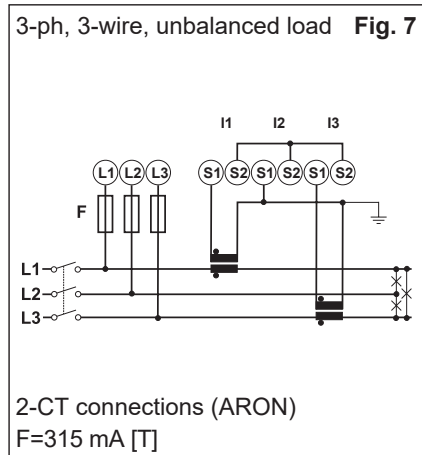 3-ph, 3-wire, unbalanced load Fig. 7
I1 I2 I3
L1 L2 L3 S1 S2 S1 S2 S1 S2
F
L1
L2
L3
2-CT connections (ARON)
F=315 mA [T]